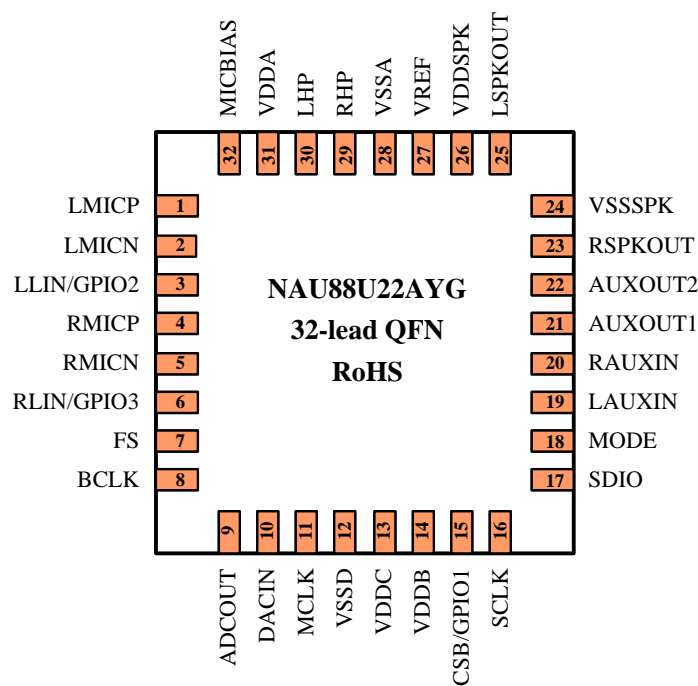 MICBIAS
VDDA
LHP
RHP
VSSA
VREF
VDDSPK
LSPKOUT
32
31
30
29
28
27
26
25
LMICP 1
LMICN 2
LLIN/GPIO2 3
RMICP 4
RMICN 5
RLIN/GPIO3 6
FS 7
BCLK 8
NAU88U22AYG
32-lead QFN
RoHS
24 VSSSPK
23 RSPKOUT
22 AUXOUT2
21 AUXOUT1
20 RAUXIN
19 LAUXIN
18 MODE
17 SDIO
9
10
11
12
13
14
15
16
ADCOUT
DACIN
MCLK
VSSD
VDDC
VDDB
CSB/GPIO1
SCLK